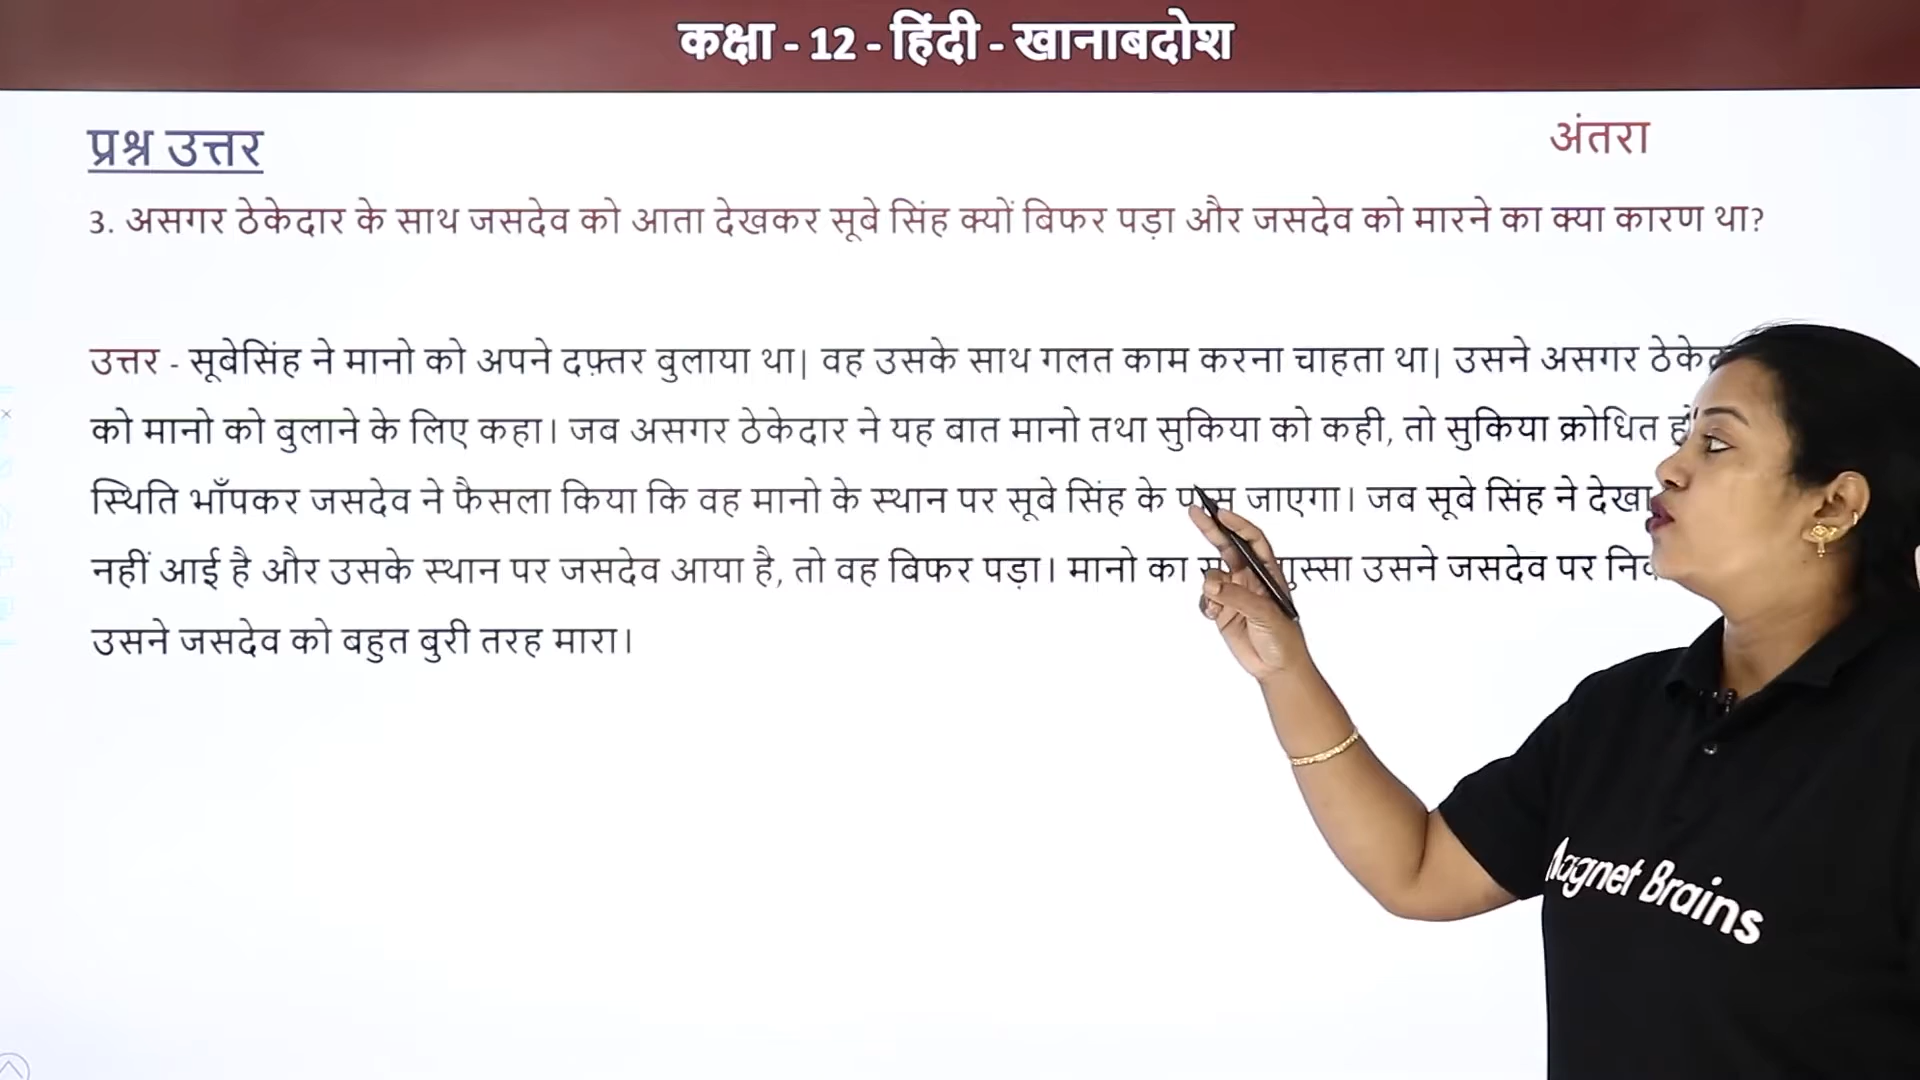 कक्षा - 12 - हिंदी - खानाबदोश
प्रश्न उत्तर
अंतरा
3. असगर ठेकेदार के साथ जसदेव को आता देखकर सूबे सिंह क्यों बिफर पड़ा और जसदेव को मारने का क्या कारण था?
उत्तर - सूबेसिंह ने मानो को अपने दफ़्तर बुलाया था| वह उसके साथ गलत काम करना चाहता था| उसने असगर
को मानो को बुलाने के लिए कहा। जब असगर ठेकेदार ने यह बात मानो तथा सुकिया को कही, तो सुकिया क्रोधित
स्थिति भाँपकर जसदेव ने फैसला किया कि वह मानो के स्थान पर सूबे सिंह के पास जाएगा। जब सूबे सिंह ने देखा
नहीं आई है और उसके स्थान पर जसदेव आया है, तो वह बिफर पड़ा। मानो का गुस्सा उसने जसदेव पर
उसने जसदेव को बहुत बुरी तरह मारा।
Magnet Brains